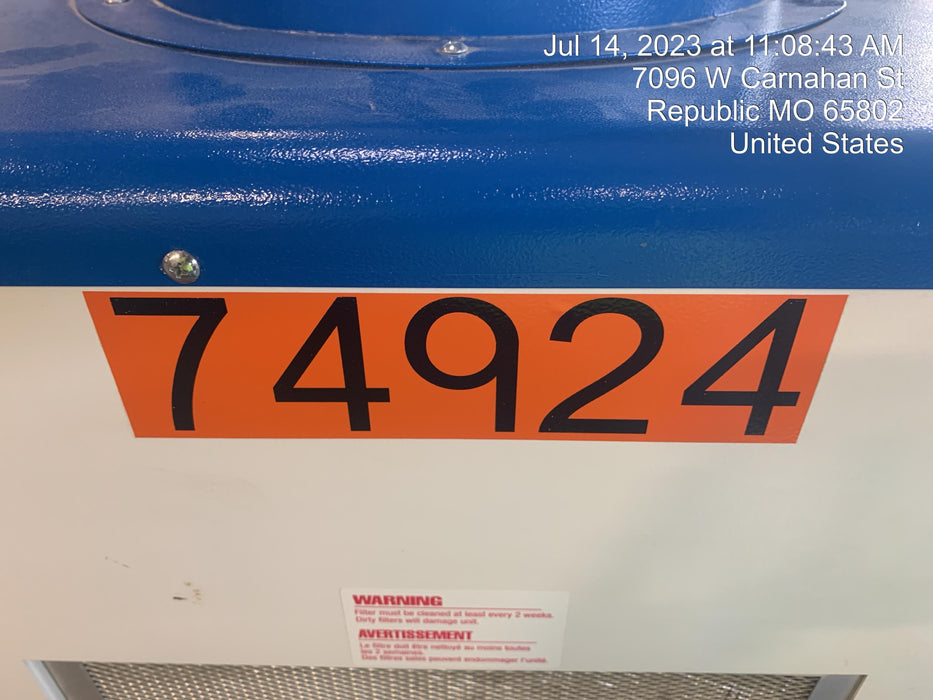 Jul 14, 2023 at 11:08:43 AM
7096 W Carnahan St
Republic MO 65802
United States
74924
WARNING
Filter must be cleaned at least every 2 weeks.
Dirty filters will damage unit.
AVERTISSEMENT
Le filtre doit être nettoyé au moins toutes
les 2 semaines.
Des filtres sales peuvent endommager l'unité.